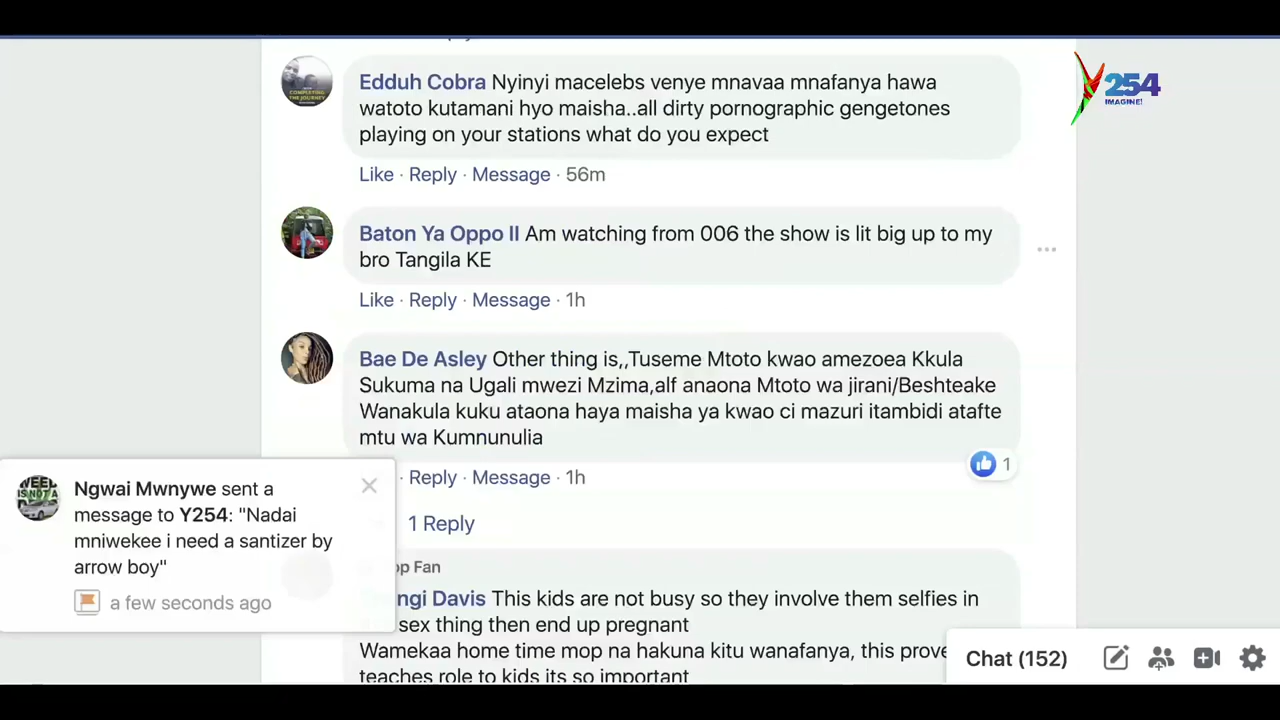 Y254
IMAGINE!
Edduh Cobra Nyinyi macelebs venye mnavaa mnafanya hawa
watoto kutamani hyo maisha..all dirty pornographic gengetones
playing on your stations what do you expect
Like · Reply · Message · 56m
Baton Ya Oppo II Am watching from 006 the show is lit big up to my
bro Tangila KE
Like · Reply · Message · 1h
Bae De Asley Other thing is,,Tuseme Mtoto kwao amezoea Kkula
Sukuma na Ugali mwezi Mzima,alf anaona Mtoto wa jirani/Beshteake
Wanakula kuku ataona haya maisha ya kwao ci mazuri itambidi atafte
mtu wa Kumnunulia
1
· Reply · Message · 1h
1 Reply
Ngwai Mwnywe sent a
message to Y254: "Nadai
mniwekee i need a santizer by
arrow boy"
a few seconds ago
op Fan
ngi Davis This kids are not busy so they involve them selfies in
sex thing then end up pregnant
Wamekaa home time mop na hakuna kitu wanafanya, this prove
teaches role to kids its so important
Chat (152)